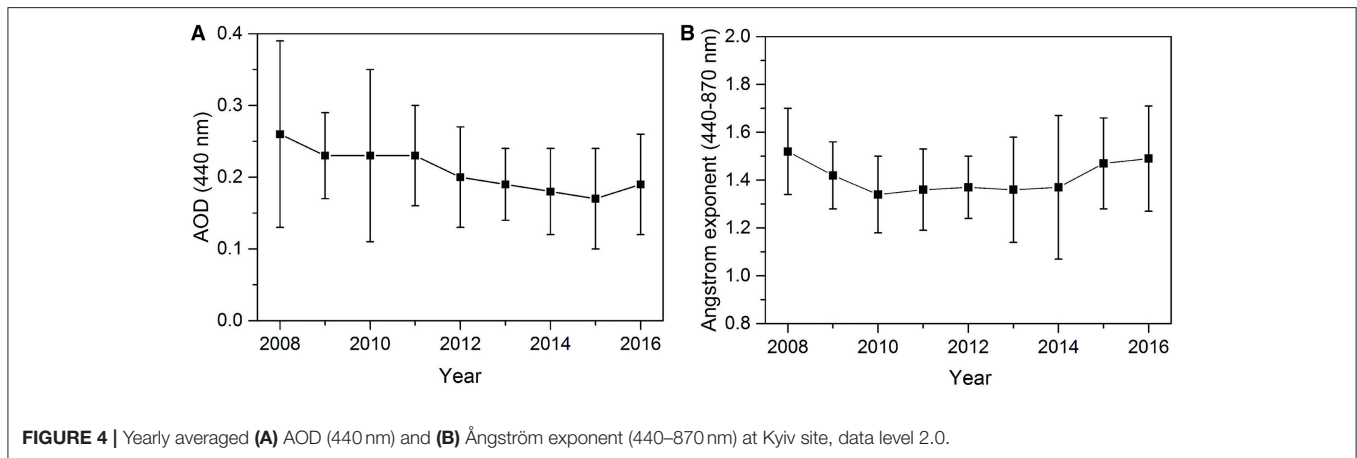 A
AOD (440 nm)
0.4
0.3
0.2
0.1
0.0
2008 2010 2012 2014 2016
Year
B
Angstrom exponent (440-870 nm)
2.0
1.8
1.6
1.4
1.2
1.0
0.8
2008 2010 2012 2014 2016
Year
FIGURE 4 | Yearly averaged (A) AOD (440 nm) and (B) Ångström exponent (440–870 nm) at Kyiv site, data level 2.0.